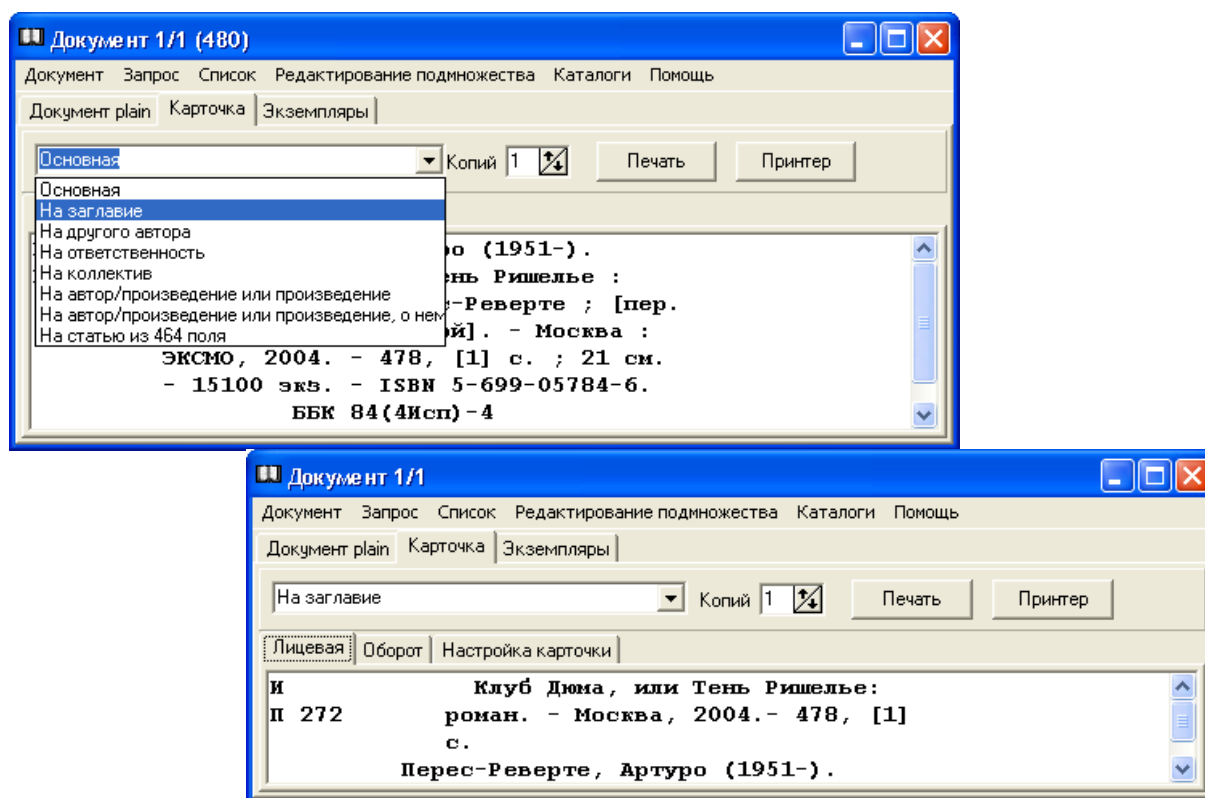 Документ 1/1 (480)
Документ Запрос Список Редактирование подмножества Каталоги Помощь
Документ plain Карточка Экземпляры
Основная Копий 1 Печать Принтер
Основная
На заглавие
На другого автора
На ответственность
На коллектив
На автор/произведение или произведение
На автор/произведение или произведение, о нем
На статью из 464 поля
ро (1951-).
нь Ришелье :
-Реверте ; [пер.
ой]. - Москва :
ЭКСМО, 2004. - 478, [1] с. ; 21 см.
- 15100 экз. - ISBN 5-699-05784-6.
ББК 84(4Исп)-4
Документ 1/1
Документ Запрос Список Редактирование подмножества Каталоги Помощь
Документ plain Карточка Экземпляры
На заглавие Копий 1 Печать Принтер
Лицевая Оборот Настройка карточки
И Клуб Дюма, или Тень Ришелье:
П 272 роман. - Москва, 2004.- 478, [1]
с.
Перес-Реверте, Артуро (1951-).